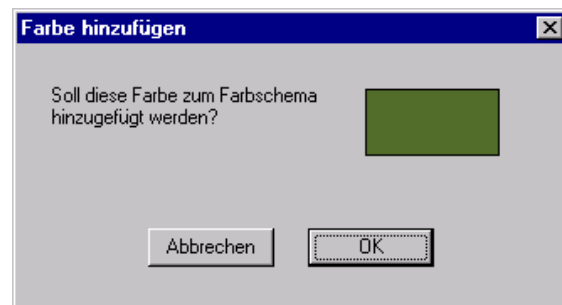 Farbe hinzufügen
Soll diese Farbe zum Farbschema
hinzugefügt werden?
Abbrechen
OK